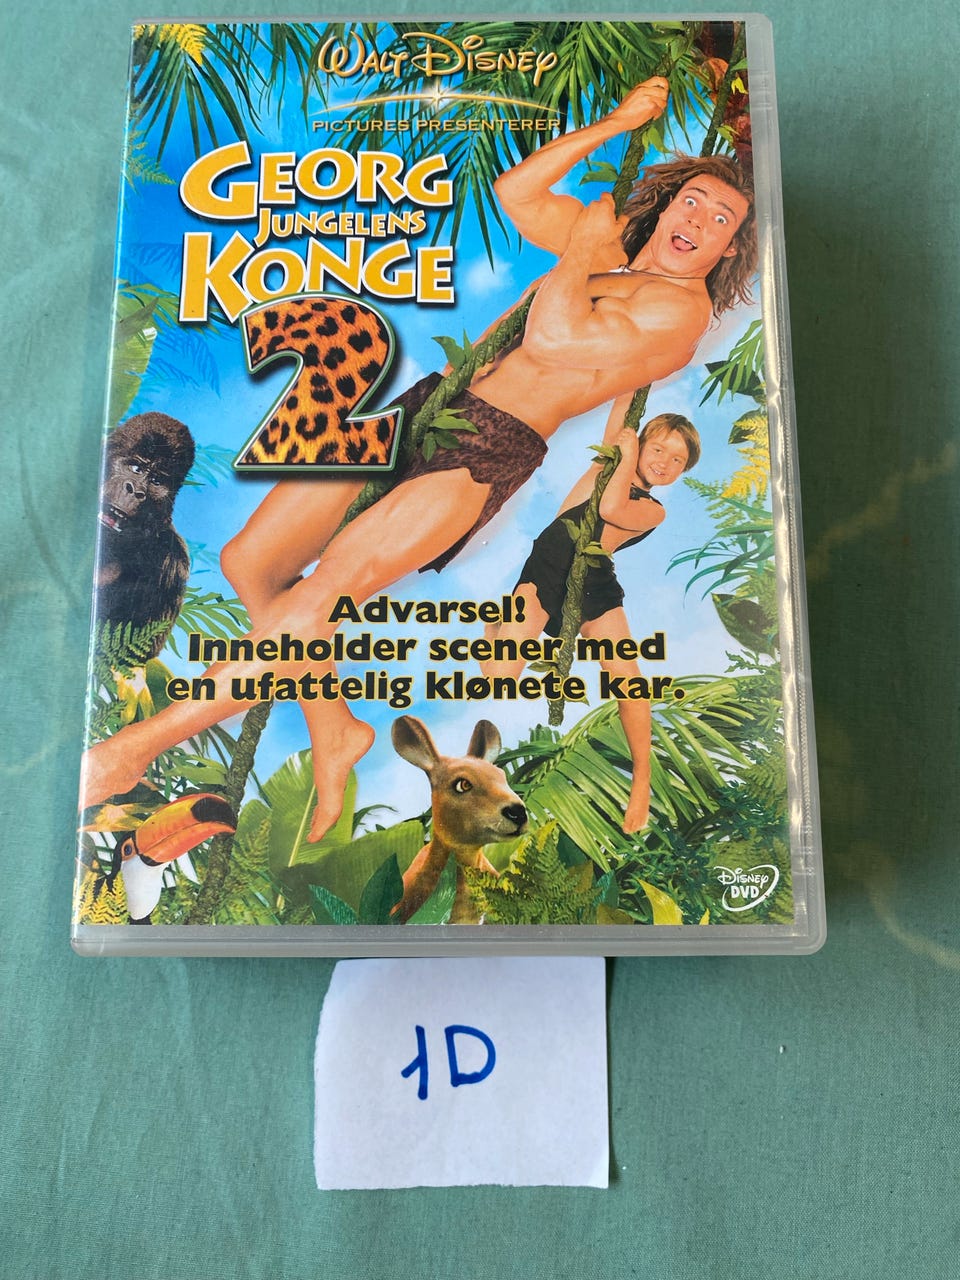 WALT DISNEY
PICTURES PRESENTERER
GEORG
JUNGELENS
KONGE
2
Advarsel!
Inneholder scener med
en ufattelig klønete kar.
DISNEY
DVD
1D